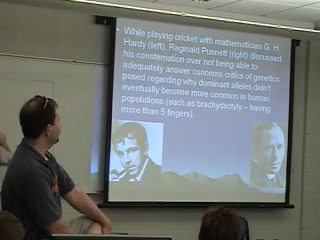 • While playing cricket with mathematician G. H.
Hardy (left), Reginald Punnett (right) discussed
his consternation over not being able to
adequately answer concerns critics of genetics
posed regarding why dominant alleles didn't
eventually become more common in human
populations (such as brachydactyly – having
more than 5 fingers).